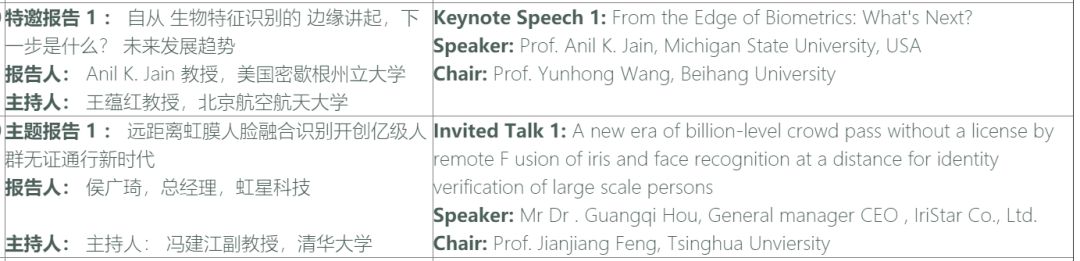 特邀报告 1 : 自从 生物特征识别的 边缘讲起，下
一步是什么？ 未来发展趋势
报告人： Anil K. Jain 教授，美国密歇根州立大学
主持人： 王蕴红教授，北京航空航天大学
Keynote Speech 1: From the Edge of Biometrics: What's Next?
Speaker: Prof. Anil K. Jain, Michigan State University, USA
Chair: Prof. Yunhong Wang, Beihang University
主题报告 1 ： 远距离虹膜人脸融合识别开创亿级人
群无证通行新时代
报告人： 侯广琦，总经理，虹星科技
主持人： 主持人： 冯建江副教授，清华大学
Invited Talk 1: A new era of billion-level crowd pass without a license by
remote F usion of iris and face recognition at a distance for identity
verification of large scale persons
Speaker: Mr Dr . Guangqi Hou, General manager CEO , IriStar Co., Ltd.
Chair: Prof. Jianjiang Feng, Tsinghua Unviersity